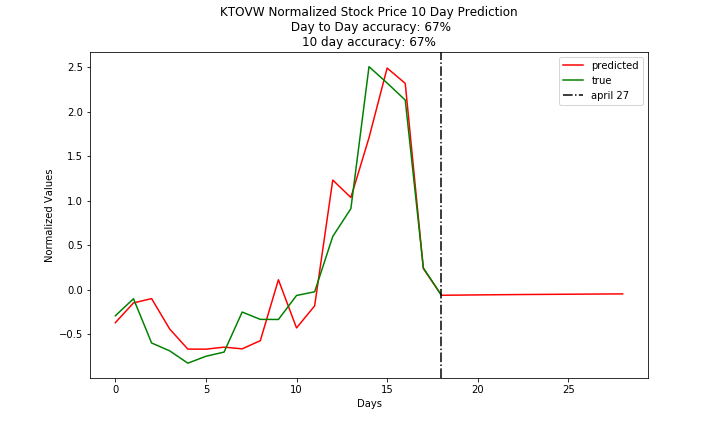 KTOVW Normalized Stock Price 10 Day Prediction
Day to Day accuracy: 67%
10 day accuracy: 67%
predicted
true
april 27
Normalized Values
2.5
2.0
1.5
1.0
0.5
0.0
−0.5
0 5 10 15 20 25
Days